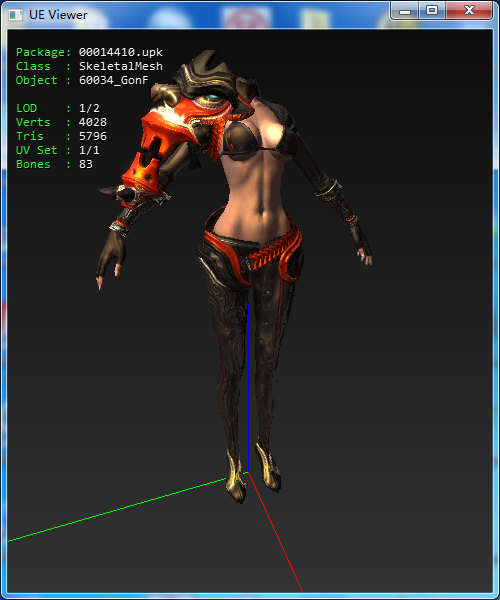 UE Viewer
Package: 00014410.upk
Class : SkeletalMesh
Object : 60034_GonF
LOD : 1/2
Verts : 4028
Tris : 5796
UV Set : 1/1
Bones : 83